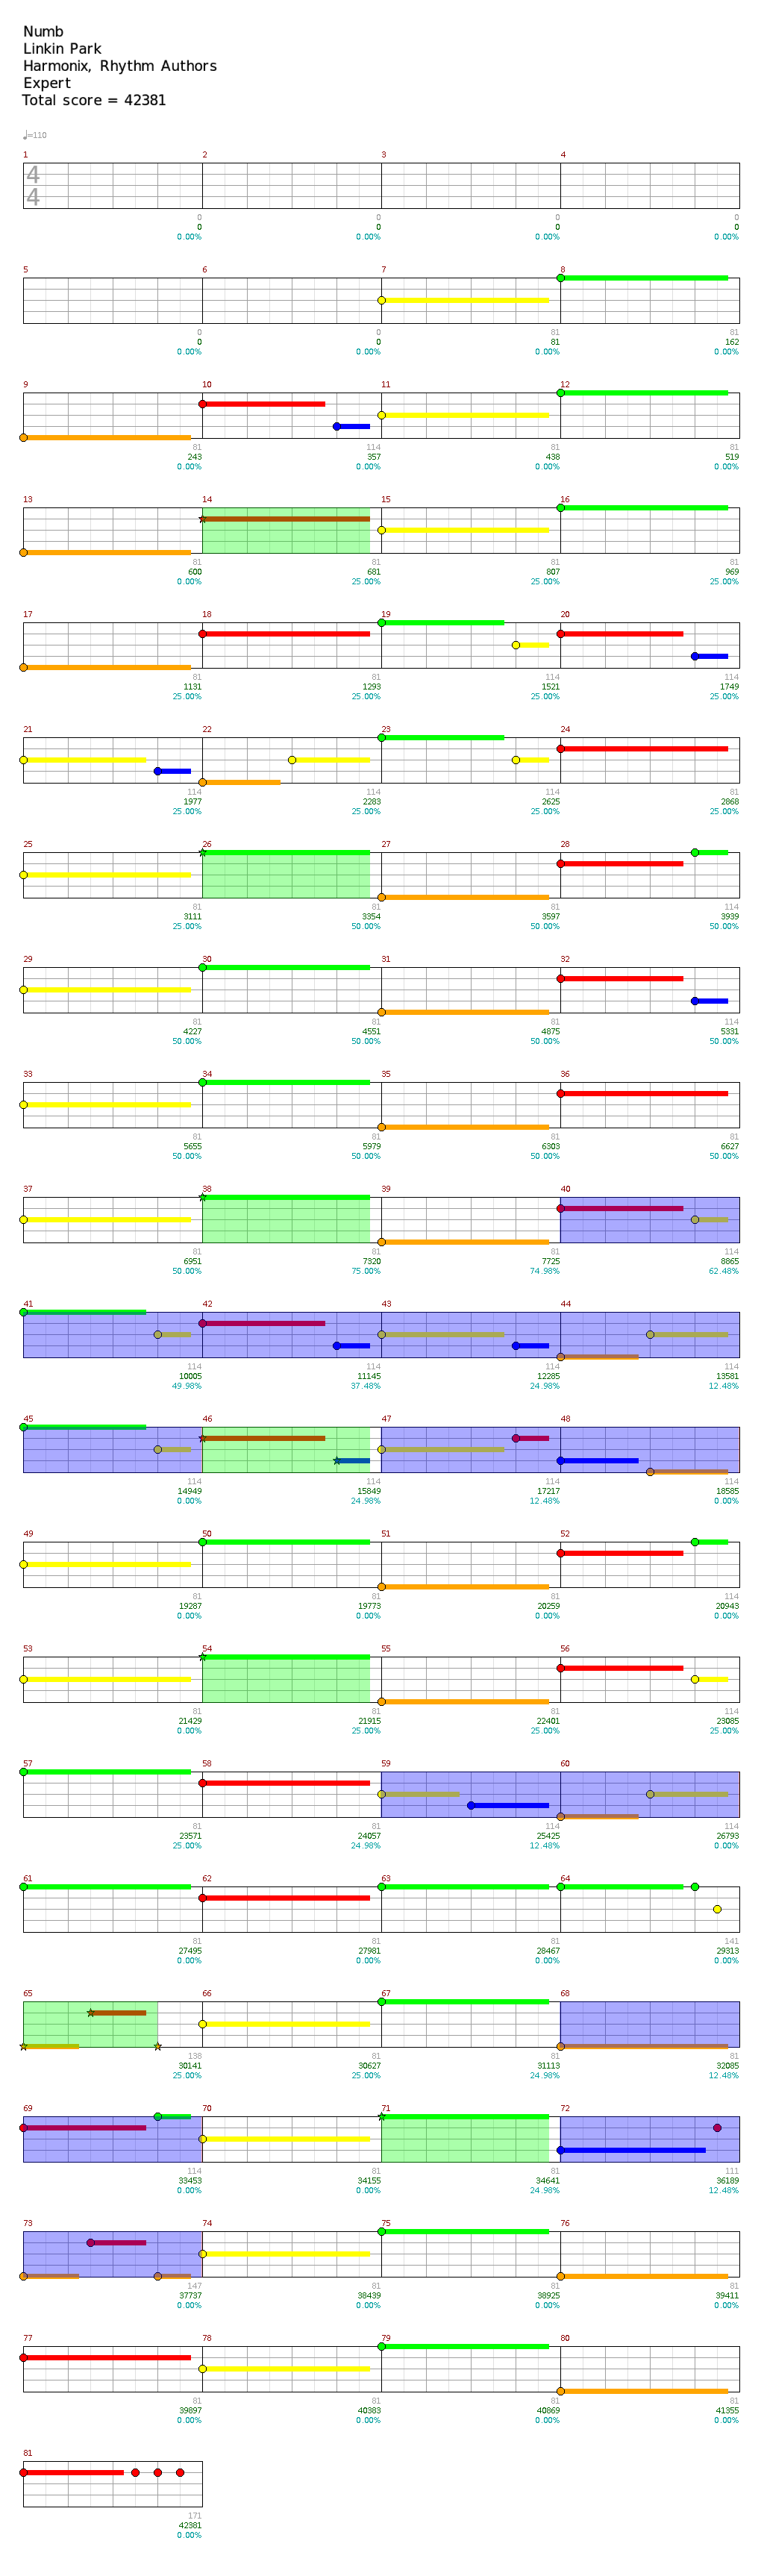 Numb
Linkin Park
Harmonix, Rhythm Authors
Expert
Total score = 42381
♩=110
1 2 3 4
4
4
0 0 0 0
0 0 0 0
0.00% 0.00% 0.00% 0.00%
5 6 7 8
0 0 81 81
0 0 81 162
0.00% 0.00% 0.00% 0.00%
9 10 11 12
81 114 81 81
243 357 438 519
0.00% 0.00% 0.00% 0.00%
13 14 15 16
81 81 81 81
600 681 807 969
0.00% 25.00% 25.00% 25.00%
17 18 19 20
81 81 114 114
1131 1293 1521 1749
25.00% 25.00% 25.00% 25.00%
21 22 23 24
114 114 114 81
1977 2283 2625 2868
25.00% 25.00% 25.00% 25.00%
25 26 27 28
81 81 81 114
3111 3354 3597 3939
25.00% 50.00% 50.00% 50.00%
29 30 31 32
81 81 81 114
4227 4551 4875 5331
50.00% 50.00% 50.00% 50.00%
33 34 35 36
81 81 81 81
5655 5979 6303 6627
50.00% 50.00% 50.00% 50.00%
37 38 39 40
81 81 81 114
6951 7320 7725 8865
50.00% 75.00% 74.98% 62.48%
41 42 43 44
114 114 114 114
10005 11145 12285 13581
49.98% 37.48% 24.98% 12.48%
45 46 47 48
114 114 114 114
14949 15849 17217 18585
0.00% 24.98% 12.48% 0.00%
49 50 51 52
81 81 81 114
19287 19773 20259 20943
0.00% 0.00% 0.00% 0.00%
53 54 55 56
81 81 81 114
21429 21915 22401 23085
0.00% 25.00% 25.00% 25.00%
57 58 59 60
81 81 114 114
23571 24057 25425 26793
25.00% 24.98% 12.48% 0.00%
61 62 63 64
81 81 81 141
27495 27981 28467 29313
0.00% 0.00% 0.00% 0.00%
65 66 67 68
138 81 81 81
30141 30627 31113 32085
25.00% 25.00% 24.98% 12.48%
69 70 71 72
114 81 81 111
33453 34155 34641 36189
0.00% 0.00% 24.98% 12.48%
73 74 75 76
147 81 81 81
37737 38439 38925 39411
0.00% 0.00% 0.00% 0.00%
77 78 79 80
81 81 81 81
39897 40383 40869 41355
0.00% 0.00% 0.00% 0.00%
81
171
42381
0.00%